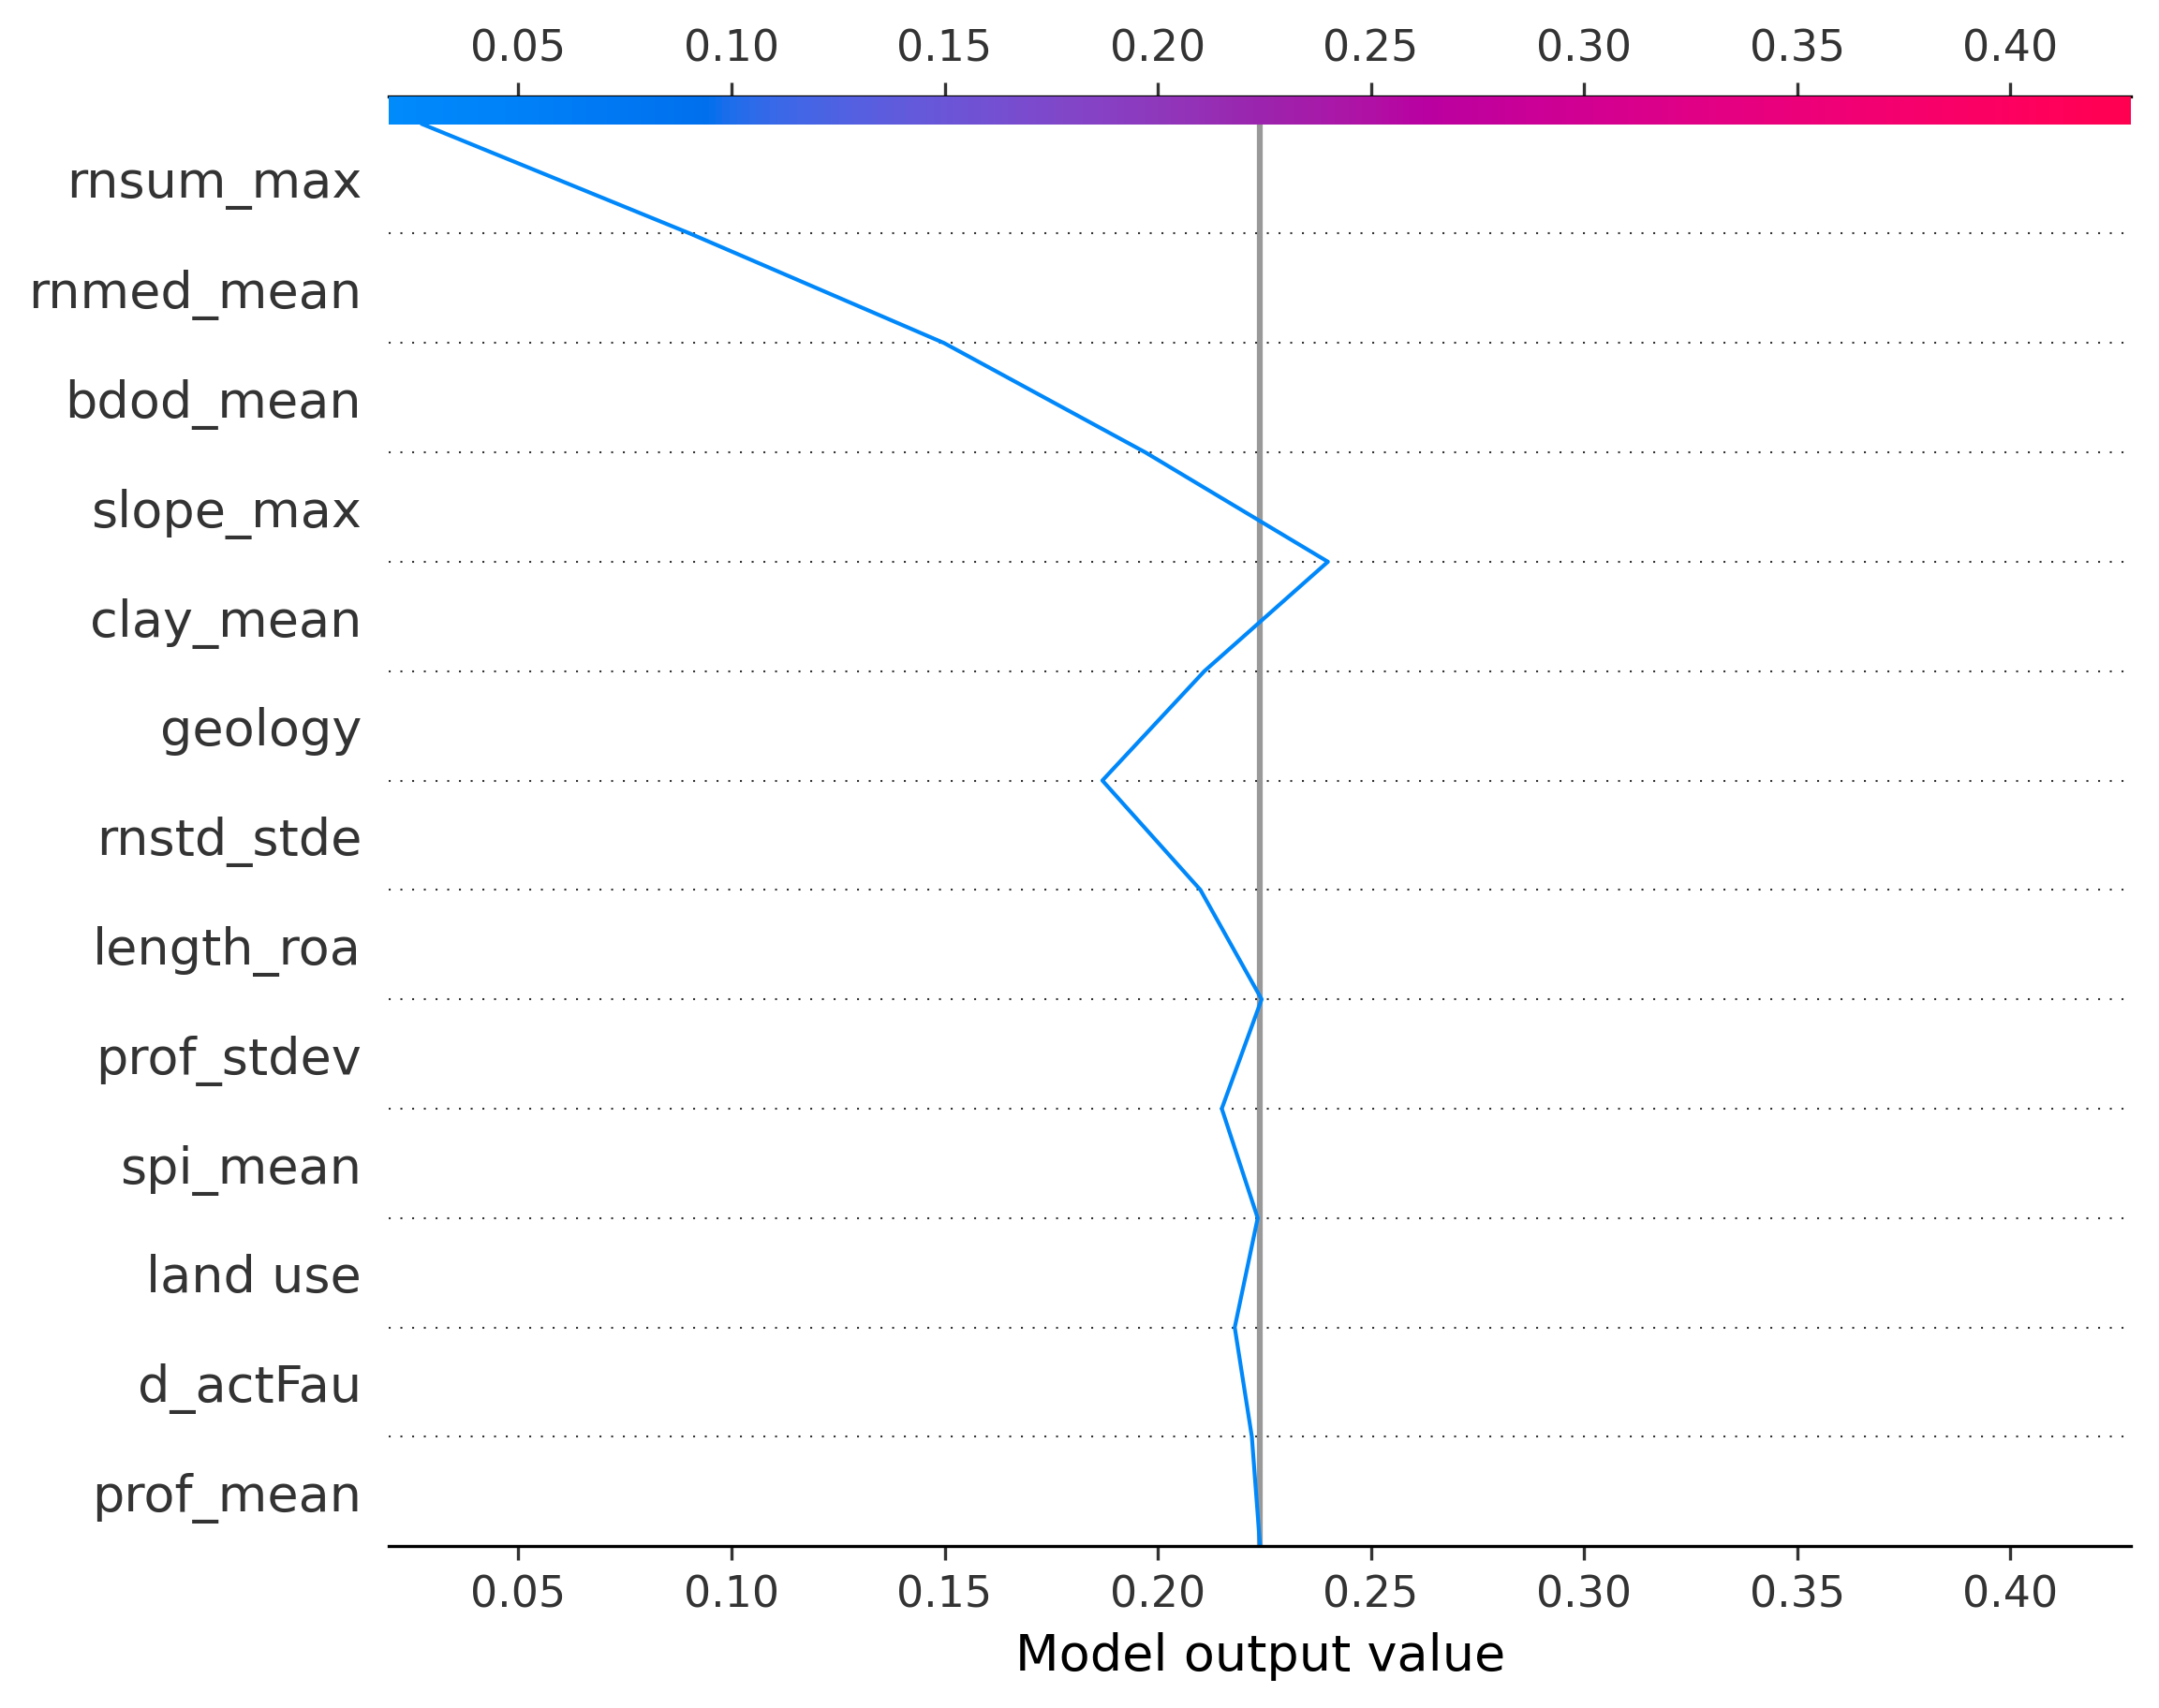 0.05 0.10 0.15 0.20 0.25 0.30 0.35 0.40
rnsum_max
rnmed_mean
bdod_mean
slope_max
clay_mean
geology
rnstd_stde
length_roa
prof_stdev
spi_mean
land use
d_actFau
prof_mean
0.05 0.10 0.15 0.20 0.25 0.30 0.35 0.40
Model output value